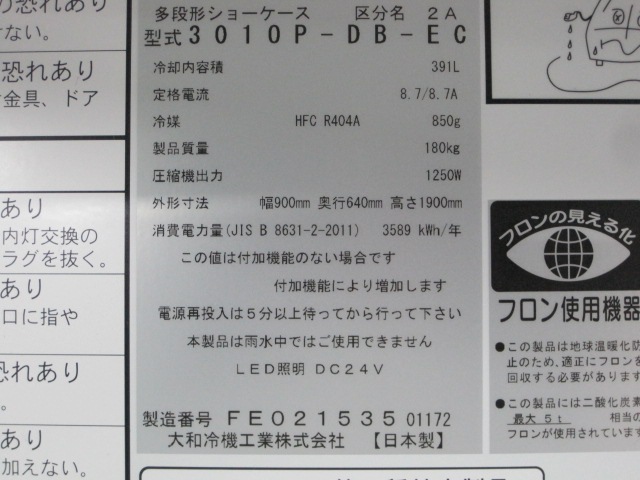 の恐れあり
けない。
恐れあり
金具、ドア
あり
内灯交換の
ラグを抜く。
あり
口に指や
恐れあり
。
あり
加えない。
多段形ショーケース 区分名 2A
型式 3010P-DB-EC
冷却内容積 391L
定格電流 8.7/8.7A
冷媒 HFC R404A 850g
製品質量 180kg
圧縮機出力 1250W
外形寸法 幅900mm 奥行640mm 高さ1900mm
消費電力量(JIS B 8631-2-2011) 3589 kWh/年
この値は付加機能のない場合です
付加機能により増加します
電源再投入は5分以上待ってから行って下さい
本製品は雨水中ではご使用できません
LED照明 DC24V
製造番号 FE021535 01172
大和冷機工業株式会社 【日本製】
フロンの見える化
フロン使用機器
●この製品は地球温暖化防
止のため、適正にフロンを
回収する必要があります
●この製品には二酸化炭素
最大 5t 相当の
フロンが使用されています